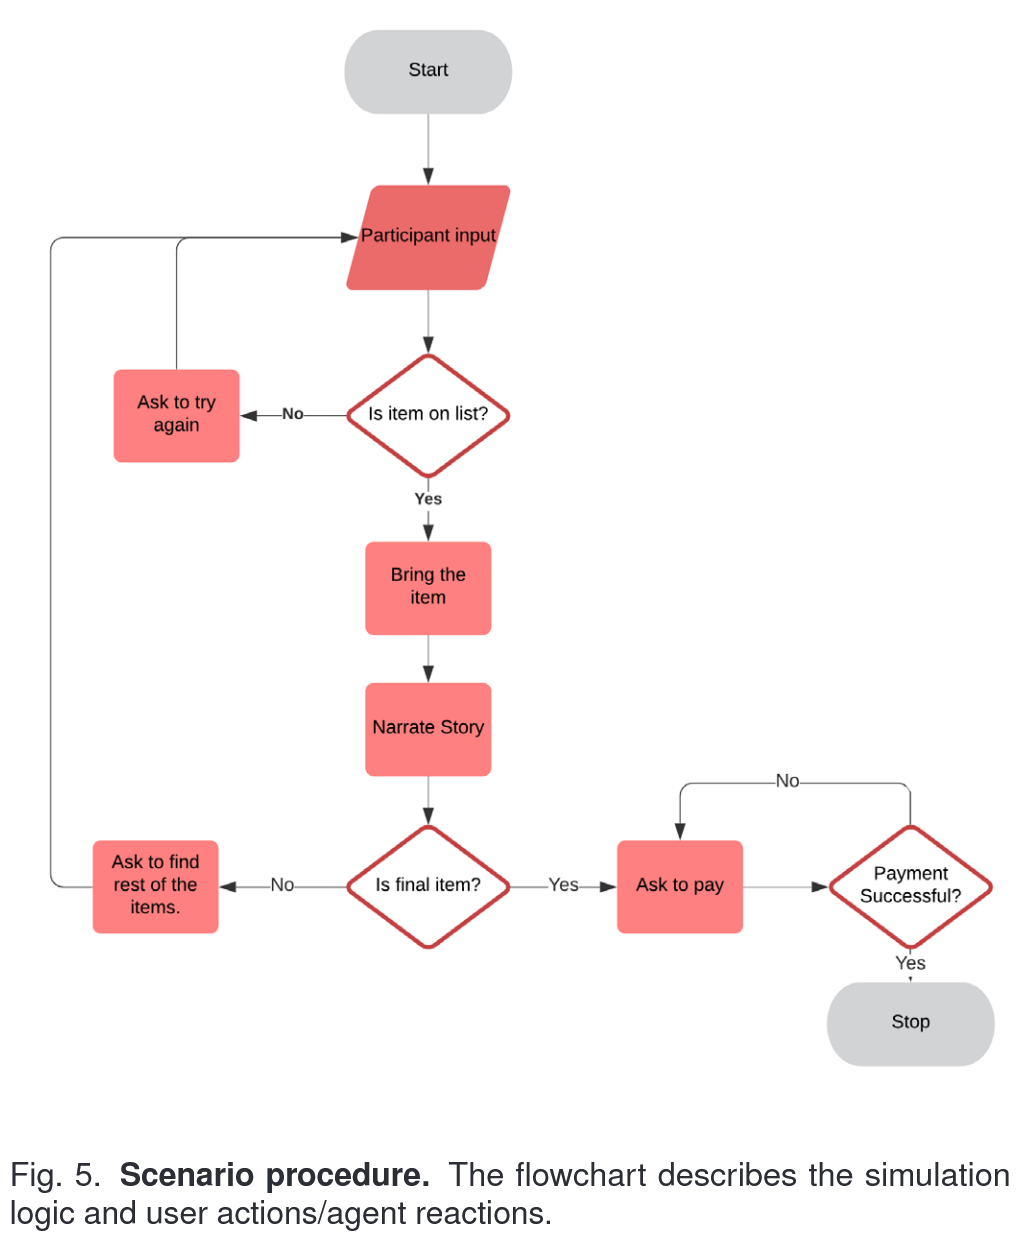 Start
Participant input
Is item on list?
No
Ask to try
again
Yes
Bring the
item
Narrate Story
Is final item?
No
Ask to find
rest of the
items.
Yes
Ask to pay
No
Payment
Successful?
Yes
Stop
Fig. 5. Scenario procedure. The flowchart describes the simulation
logic and user actions/agent reactions.